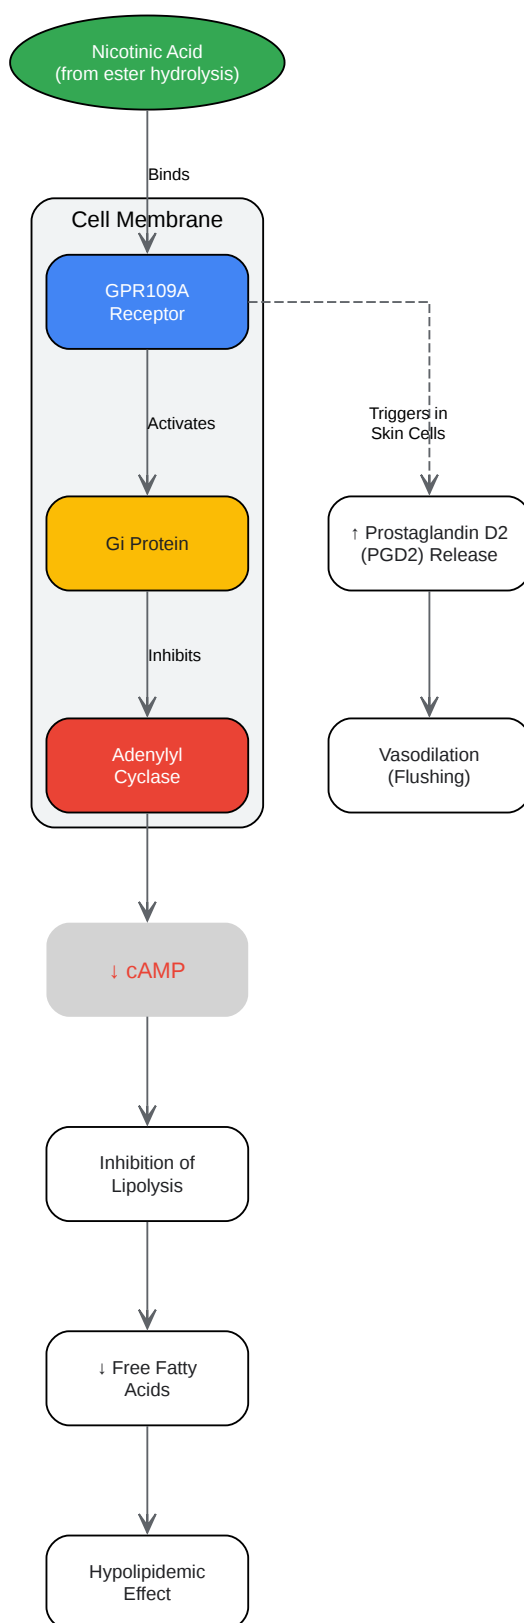 Nicotinic Acid
(from ester hydrolysis)
Binds
Cell Membrane
GPR109A
Receptor
Activates
Triggers in
Skin Cells
Gi Protein
↑ Prostaglandin D2
(PGD2) Release
Inhibits
Adenylyl
Cyclase
Vasodilation
(Flushing)
↓ cAMP
Inhibition of
Lipolysis
↓ Free Fatty
Acids
Hypolipidemic
Effect